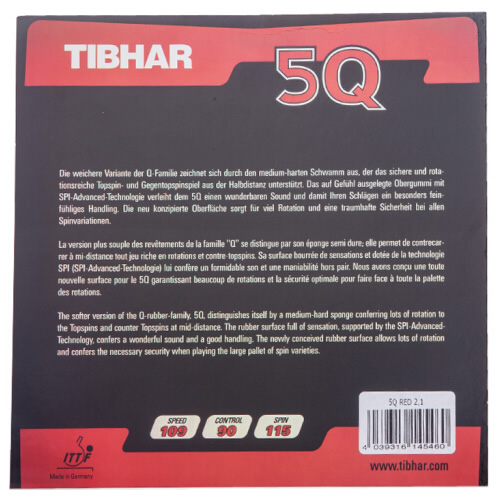 TIBHAR
5Q
Die weichere Variante der Q-Familie zeichnet sich durch den medium-harten Schwamm aus, der das sichere und rota-
tionsreiche Topspin- und Gegentopspinspiel aus der Halbdistanz unterstützt. Das auf Gefühl ausgelegte Obergummi mit
SPI-Advanced-Technologie verleiht dem 5Q einen wunderbaren Sound und damit Ihren Schlägen ein besonders fein-
fühliges Handling. Die neu konzipierte Oberfläche sorgt für viel Rotation und eine traumhafte Sicherheit bei allen
Spinvariationen.
La version plus souple des revêtements de la famille "Q" se distingue par son éponge semi dure; elle permet de contrecar-
rer à mi-distance tout jeu riche en rotations et contre-topspins. Sa surface bourrée de sensations et dotée de la technologie
SPI (SPI-Advanced-Technologie) lui confère un formidable son et une maniabilité hors pair. Nous avons conçu une toute
nouvelle surface pour le 5Q garantissant beaucoup de rotations et la sécurité optimale pour faire face à toute la palette
des rotations.
The softer version of the Q-rubber-family, 5Q, distinguishes itself by a medium-hard sponge conferring lots of rotation to
the Topspins and counter Topspins at mid-distance. The rubber surface full of sensation, supported by the SPI-Advanced-
Technology, confers a wonderful sound and a good handling. The newly conceived rubber surface allows lots of rotation
and confers the necessary security when playing the large pallet of spin varieties.
5Q RED 2.1
4 039316 145460
SPEED
109
CONTROL
90
SPIN
115
ITTF
Made in Germany
www.tibhar.com